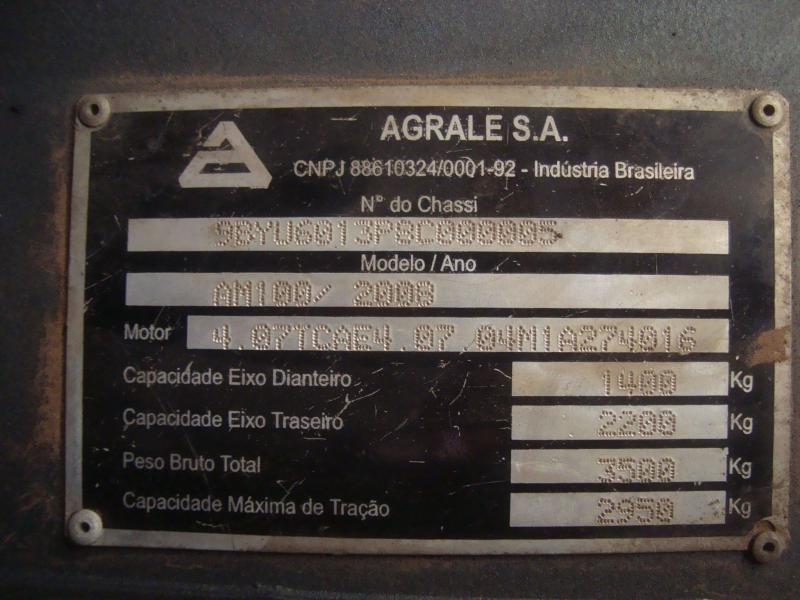 AGRALE S.A.
CNPJ 88610324/0001-92 - Indústria Brasileira
N° do Chassi
9BYU6013P8C000005
Modelo / Ano
AM100/ 2008
Motor 4.07TCAE4.07 04M1A274016
Capacidade Eixo Dianteiro 1400 Kg
Capacidade Eixo Traseiro 2200 Kg
Peso Bruto Total 3500 Kg
Capacidade Máxima de Tração 2950 Kg